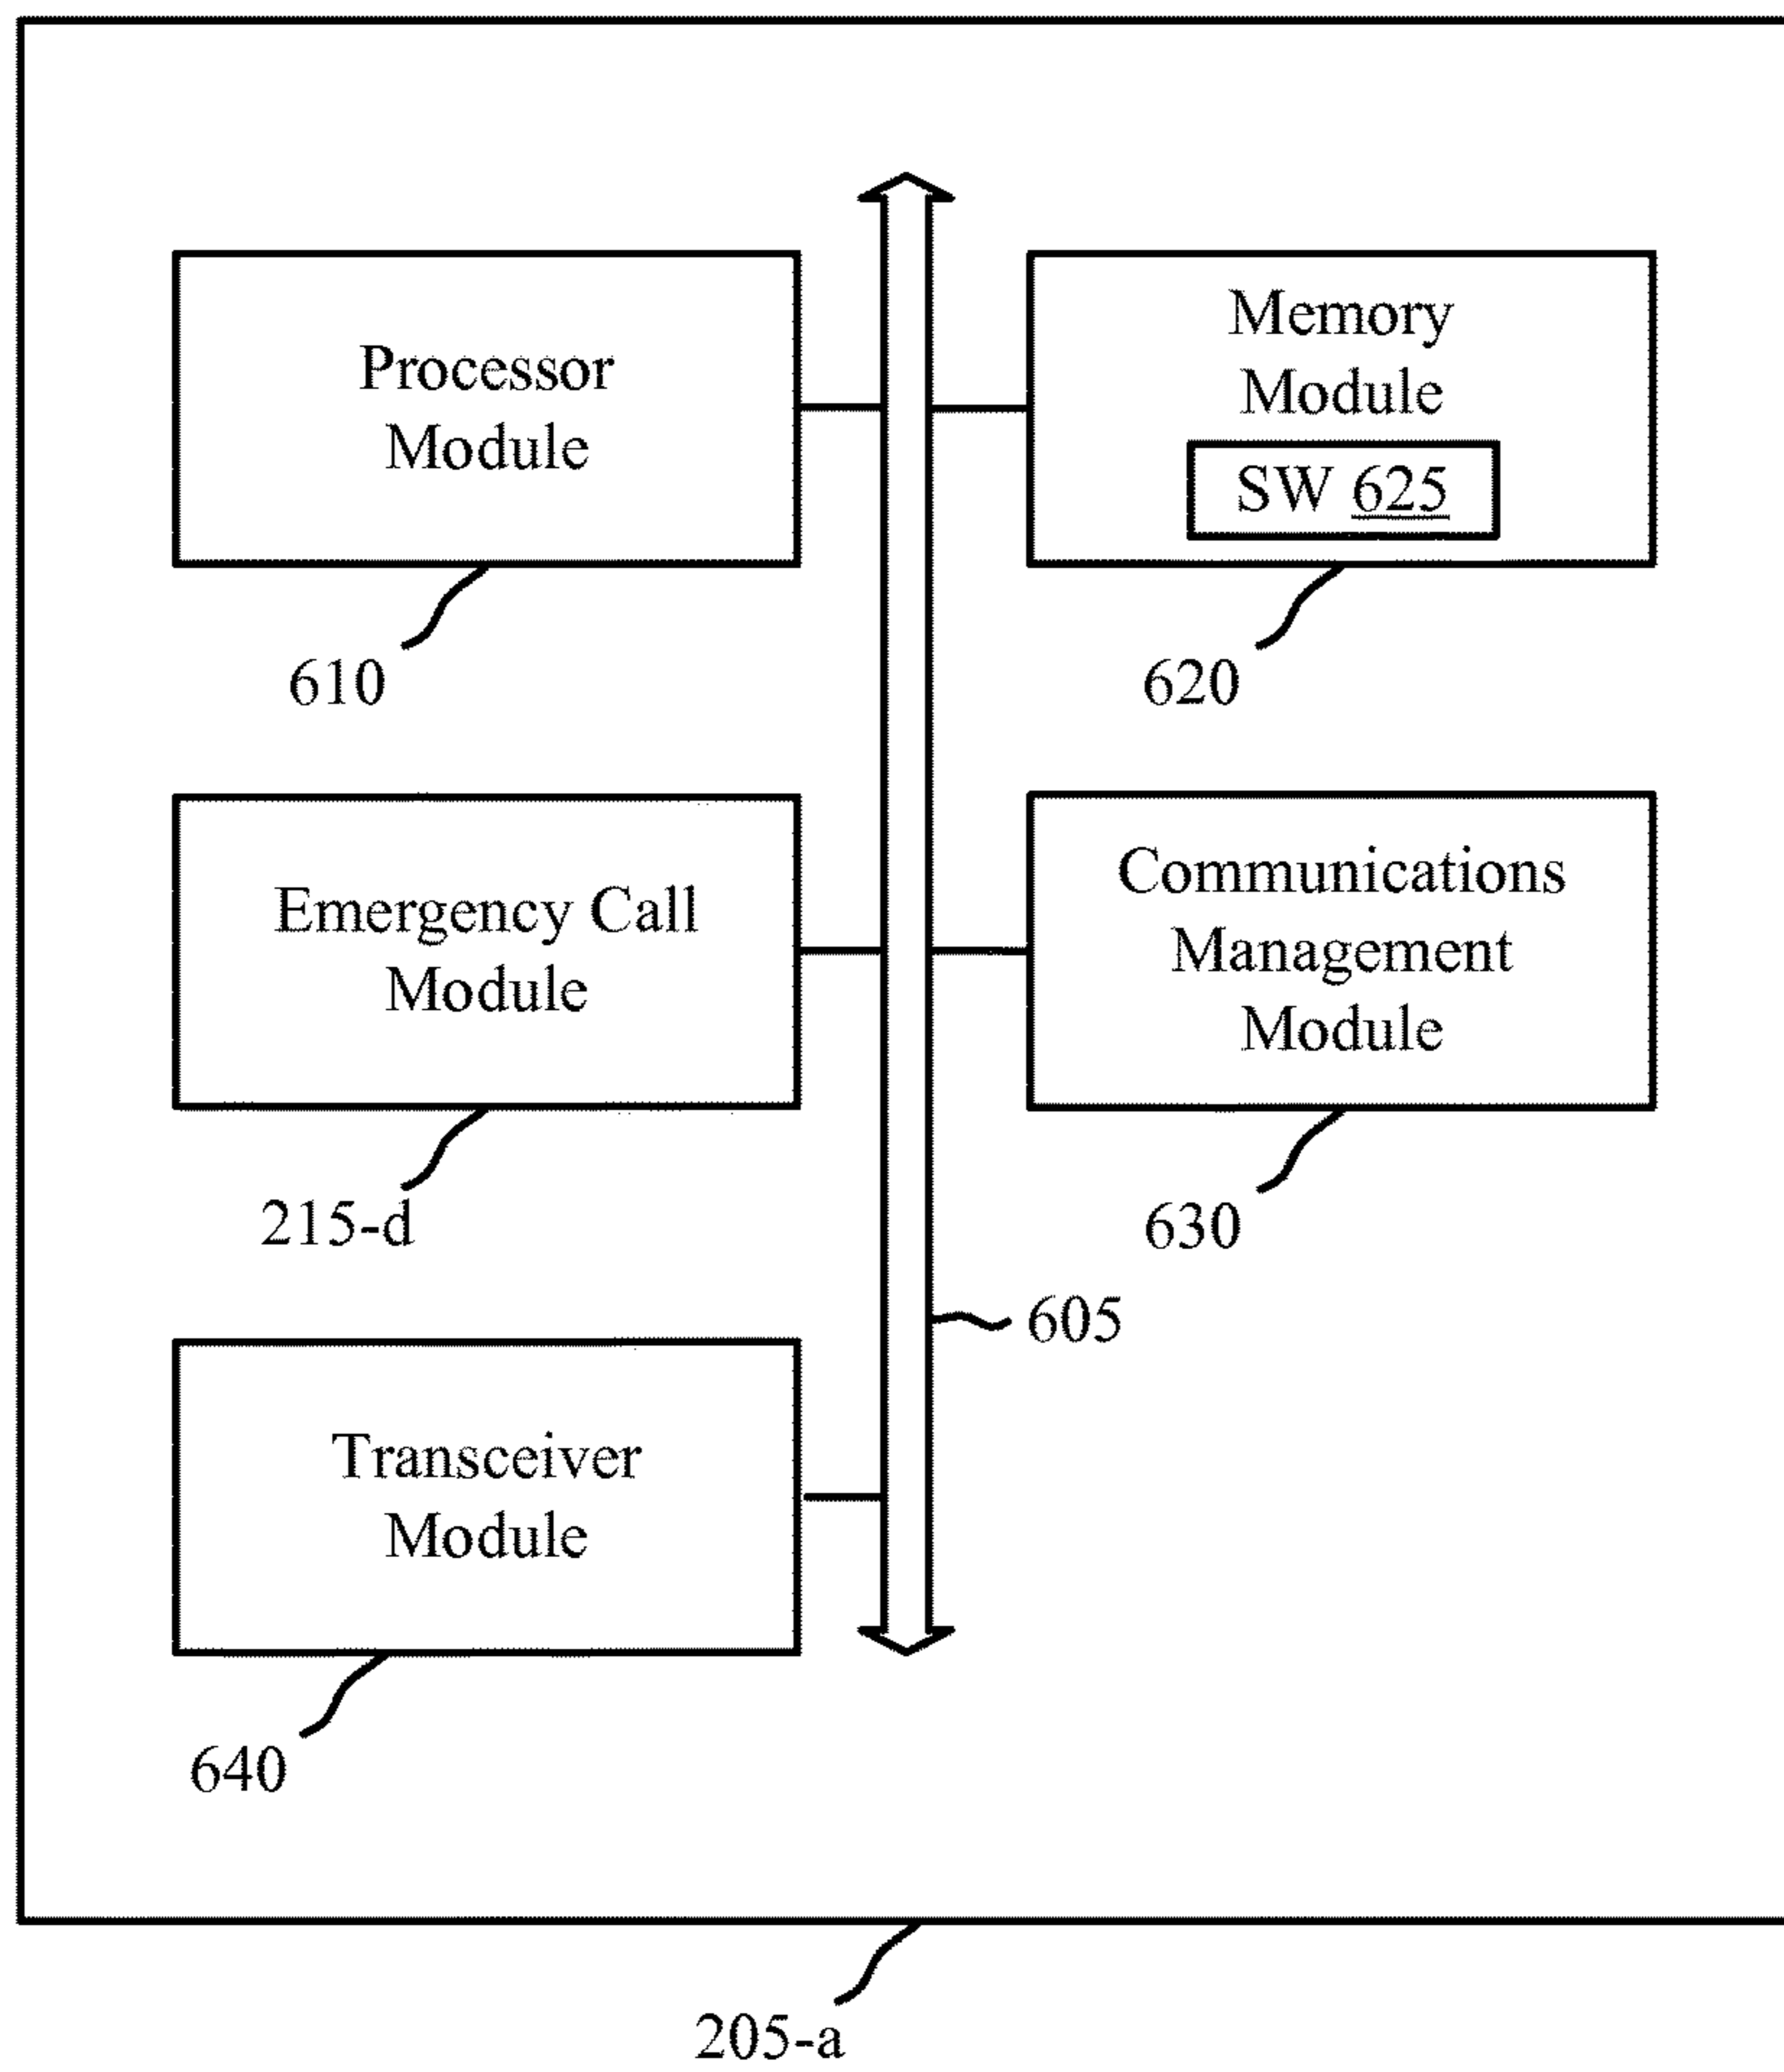 Processor
Module
610
Memory
Module
SW 625
620
Emergency Call
Module
215-d
Communications
Management
Module
630
605
Transceiver
Module
640
205-a